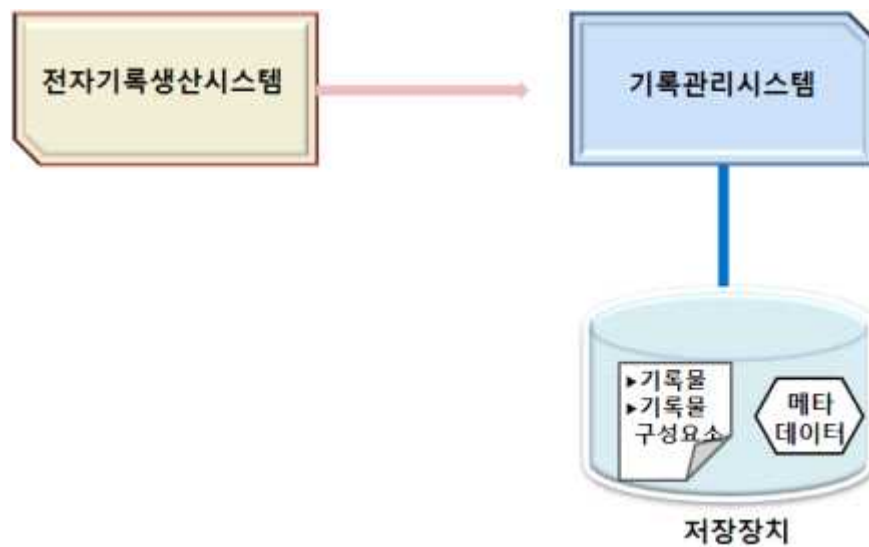 전자기록생산시스템
기록관리시스템
▶기록물
▶기록물
구성요소
메타
데이터
저장장치